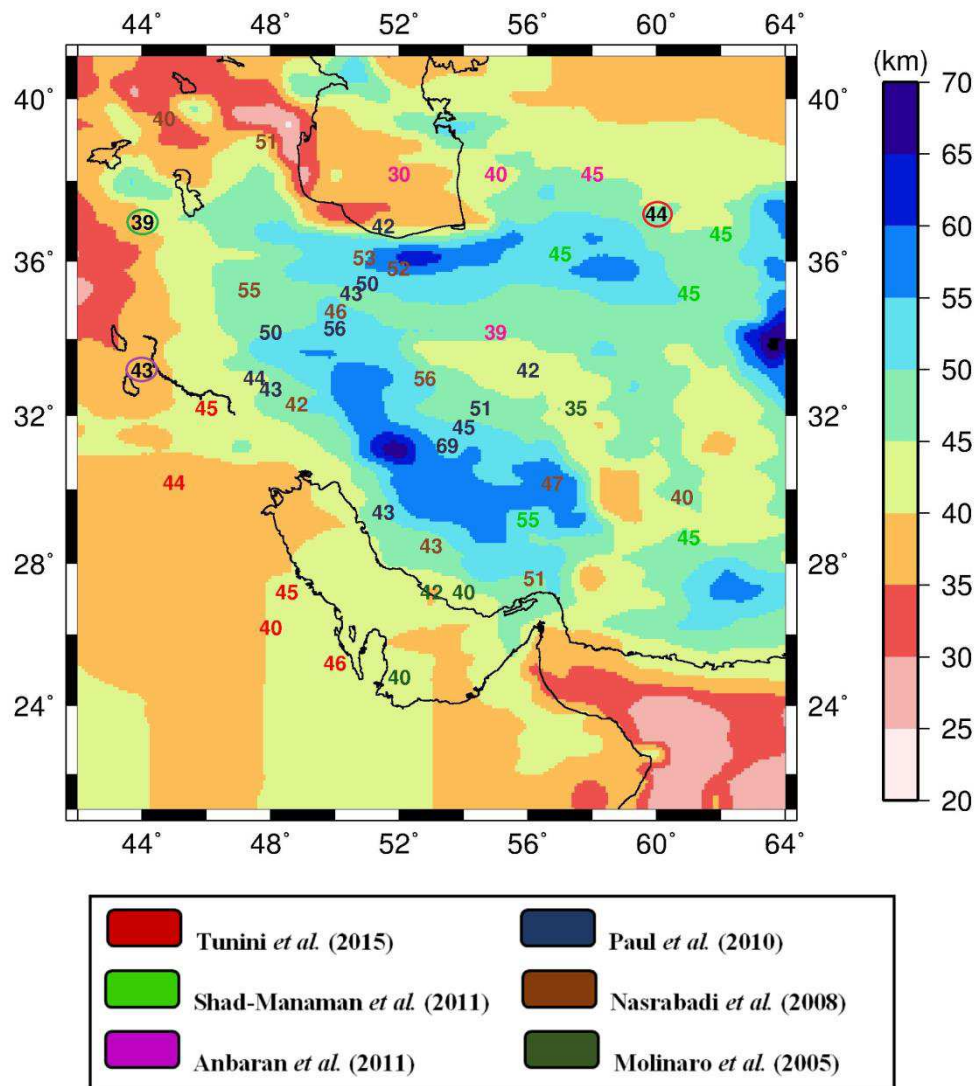 44° 48° 52° 56° 60° 64°
(km)
70
40° 40 40°
51
65
30 40 45
60
39 44
42 45
36° 53 45 36°
52
55
50
55 43 45
46
50 56 39
50
43 44 56 42
43
45 42 51 35
32° 32°
45
45
69
44 47 40
40
43 55
45
43
28° 28°
51
35
45 42 40
40
30
46 40
24° 24°
25
20
44° 48° 52° 56° 60° 64°
Tunini et al. (2015) Paul et al. (2010)
Shad-Manaman et al. (2011) Nasrabadi et al. (2008)
Anbaran et al. (2011) Molinaro et al. (2005)